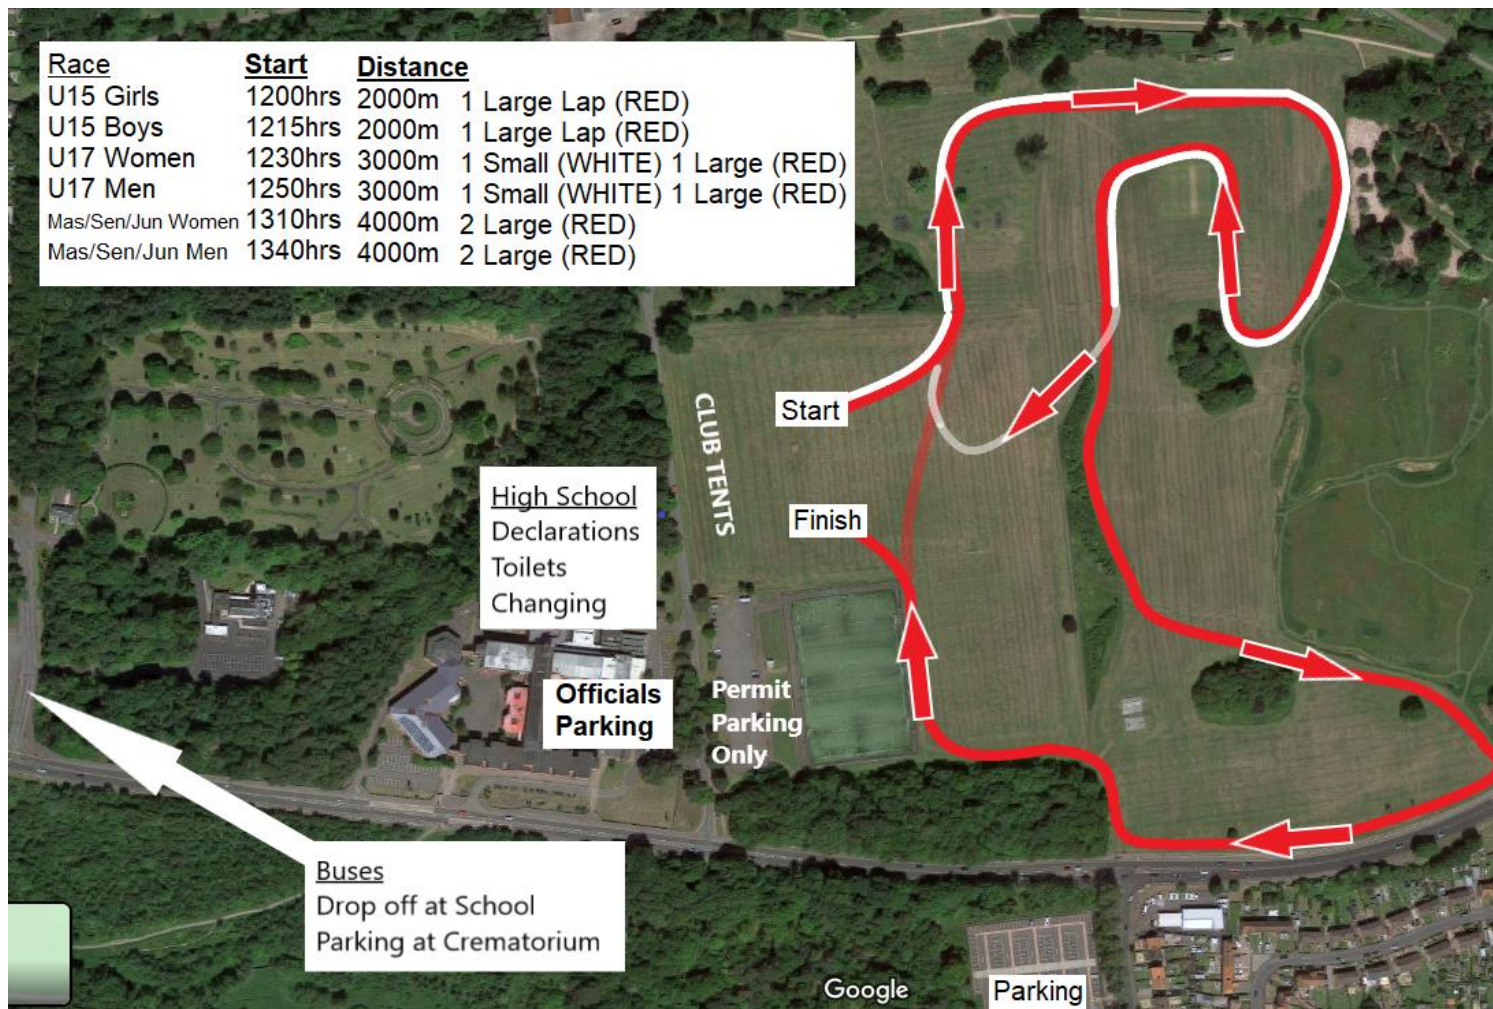 Race Start Distance
U15 Girls 1200hrs 2000m 1 Large Lap (RED)
U15 Boys 1215hrs 2000m 1 Large Lap (RED)
U17 Women 1230hrs 3000m 1 Small (WHITE) 1 Large (RED)
U17 Men 1250hrs 3000m 1 Small (WHITE) 1 Large (RED)
Mas/Sen/Jun Women 1310hrs 4000m 2 Large (RED)
Mas/Sen/Jun Men 1340hrs 4000m 2 Large (RED)
Start
CLUB TENTS
Finish
High School
Declarations
Toilets
Changing
Officials
Parking
Permit
Parking
Only
Buses
Drop off at School
Parking at Crematorium
Google
Parking